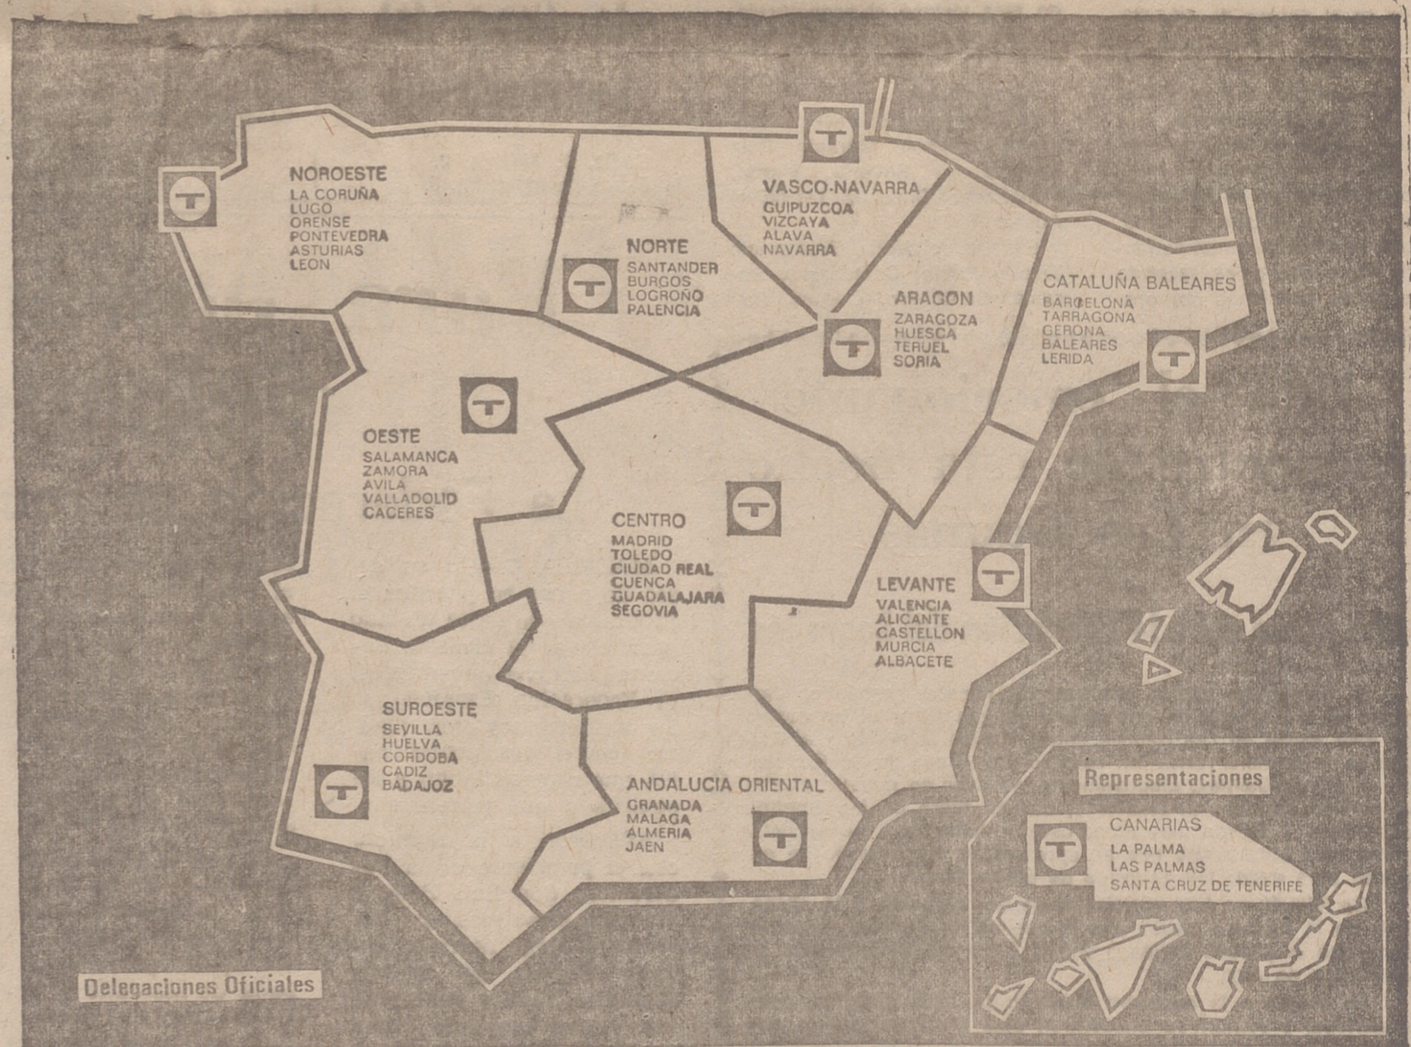 NOROESTE
LA CORUÑA
LUGO
ORENSE
PONTEVEDRA
ASTURIAS
LEON
NORTE
SANTANDER
BURGOS
LOGROÑO
PALENCIA
VASCO-NAVARRA
GUIPUZCOA
VIZCAYA
ALAVA
NAVARRA
ARAGON
ZARAGOZA
HUESCA
TERUEL
SORIA
CATALUÑA BALEARES
BARCELONA
TARRAGONA
GERONA
BALEARES
LERIDA
OESTE
SALAMANCA
ZAMORA
AVILA
VALLADOLID
CACERES
CENTRO
MADRID
TOLEDO
CIUDAD REAL
CUENCA
GUADALAJARA
SEGOVIA
LEVANTE
VALENCIA
ALICANTE
CASTELLON
MURCIA
ALBACETE
SUROESTE
SEVILLA
HUELVA
CORDOBA
CADIZ
BADAJOZ
ANDALUCIA ORIENTAL
GRANADA
MALAGA
ALMERIA
JAEN
Representaciones
CANARIAS
LA PALMA
LAS PALMAS
SANTA CRUZ DE TENERIFE
Delegaciones Oficiales